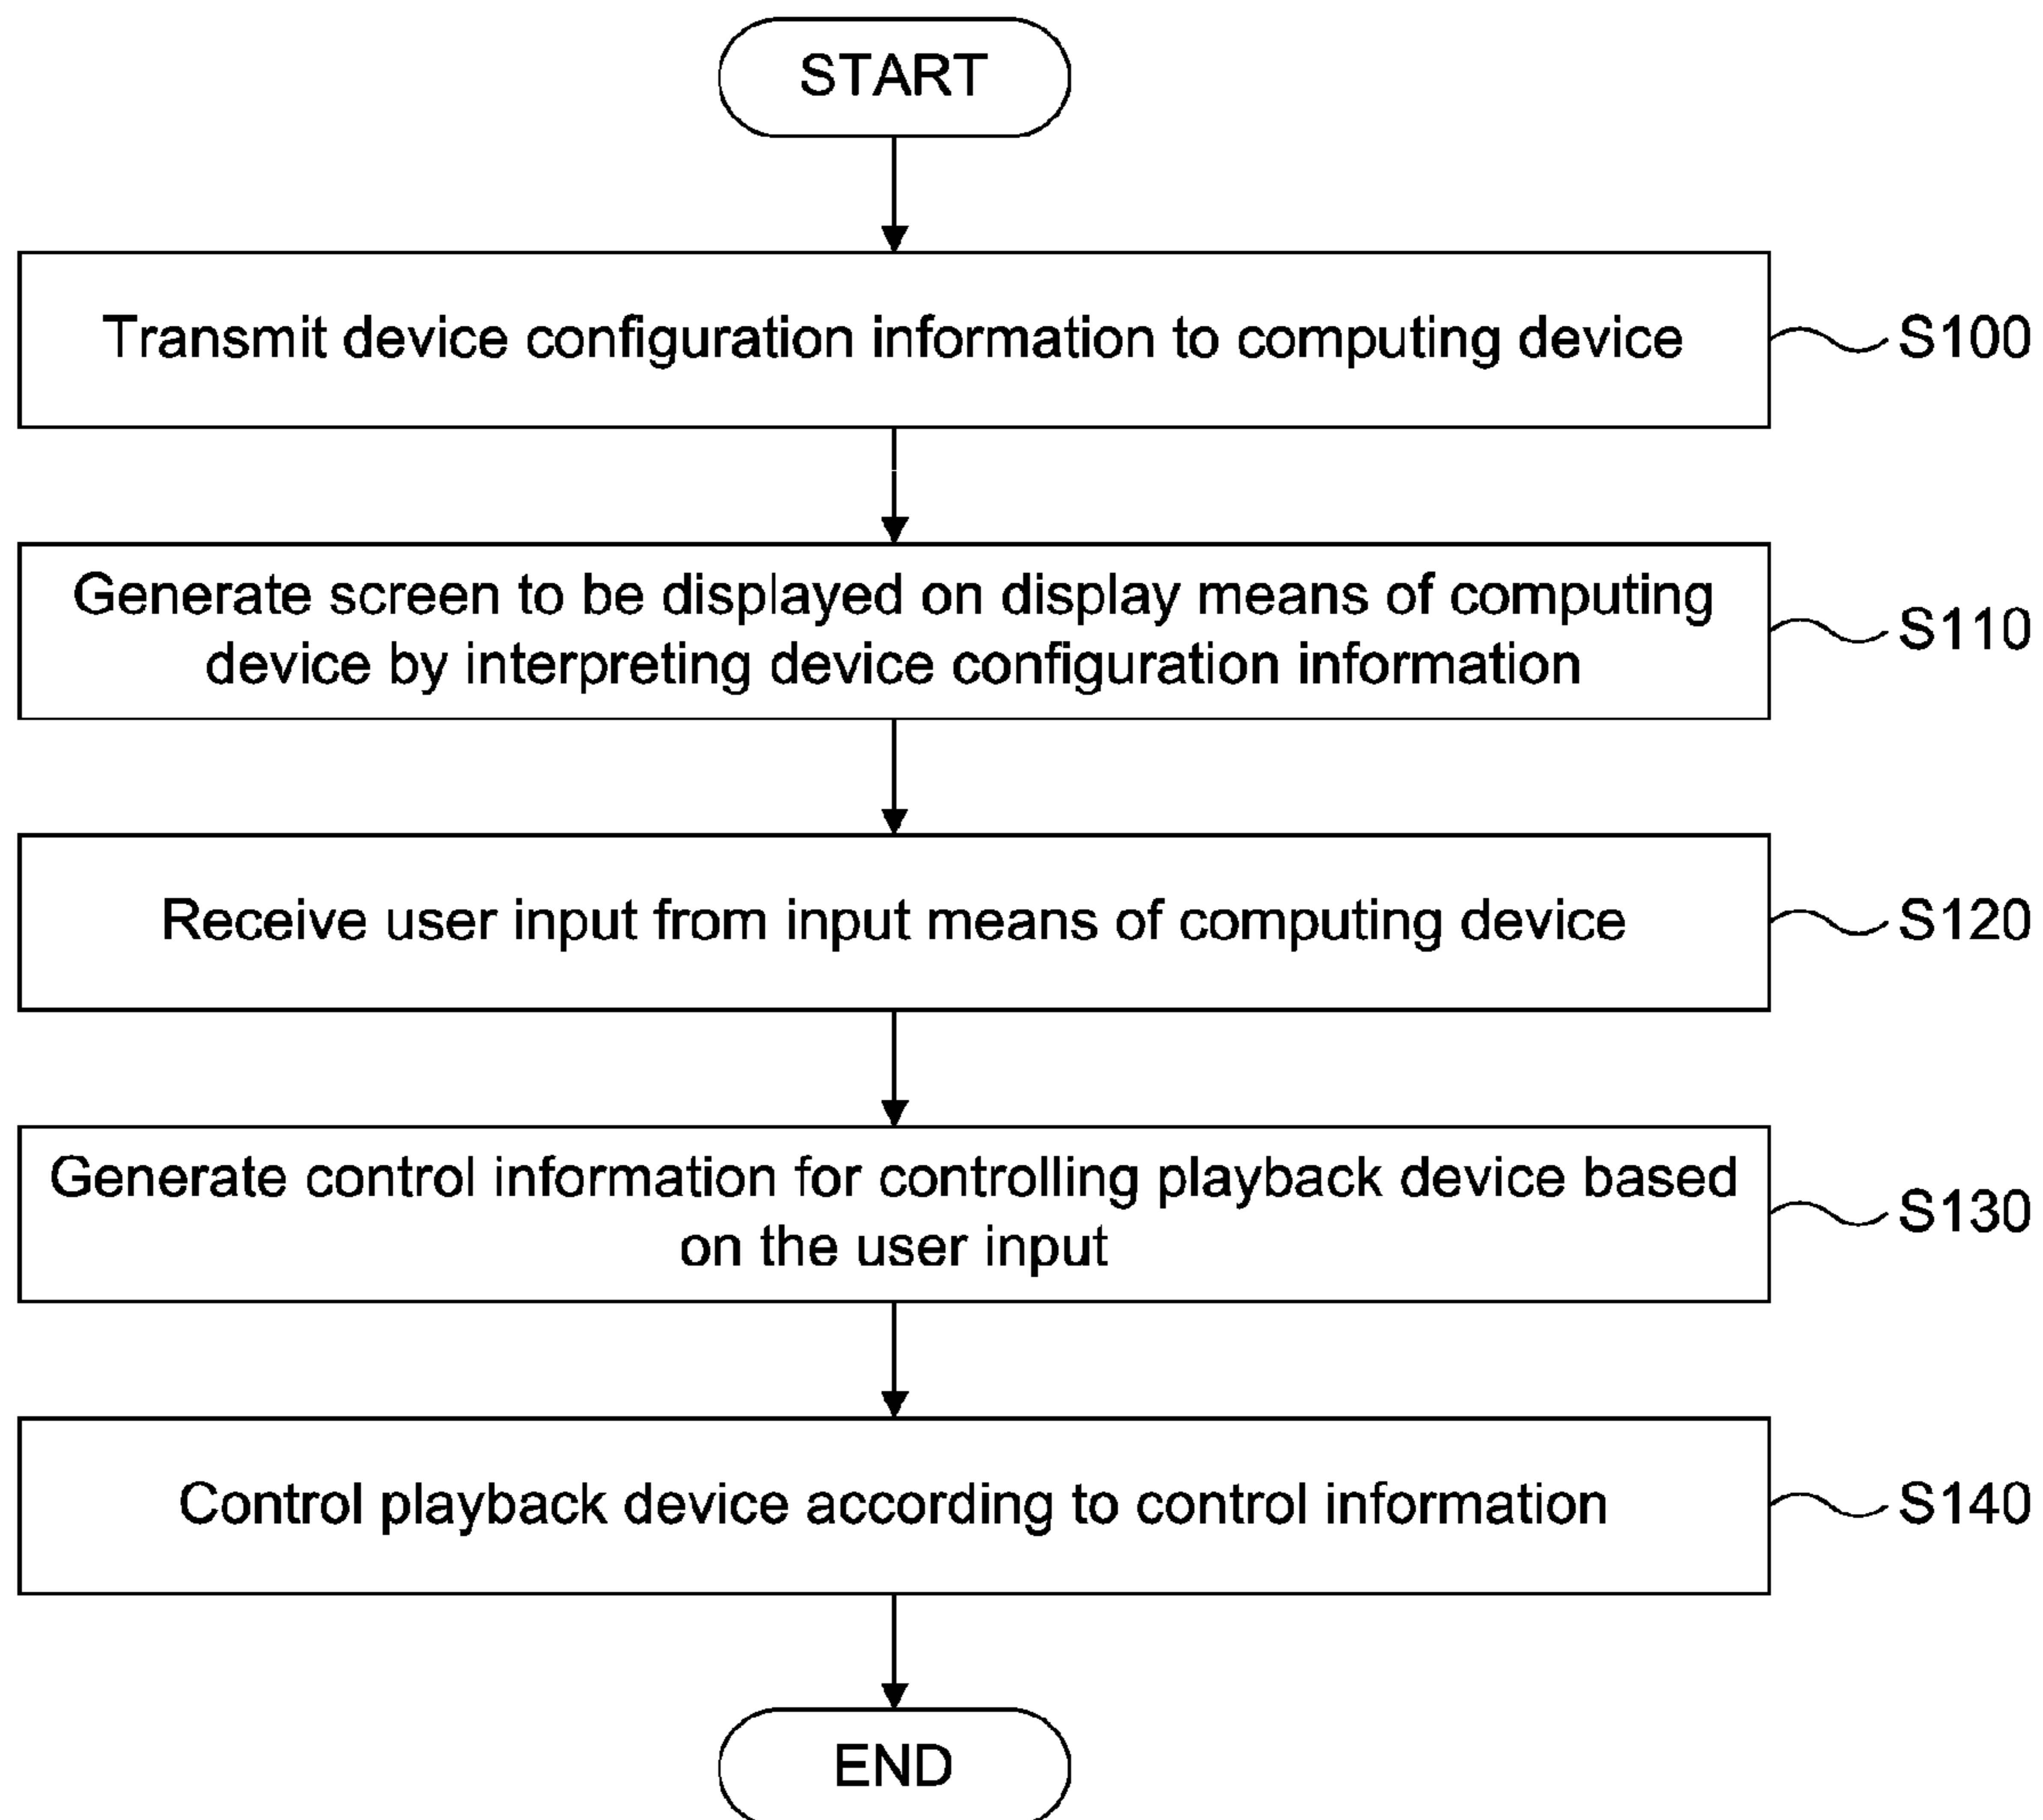 START
Transmit device configuration information to computing device
S100
Generate screen to be displayed on display means of computing
device by interpreting device configuration information
S110
Receive user input from input means of computing device
S120
Generate control information for controlling playback device based
on the user input
S130
Control playback device according to control information
S140
END